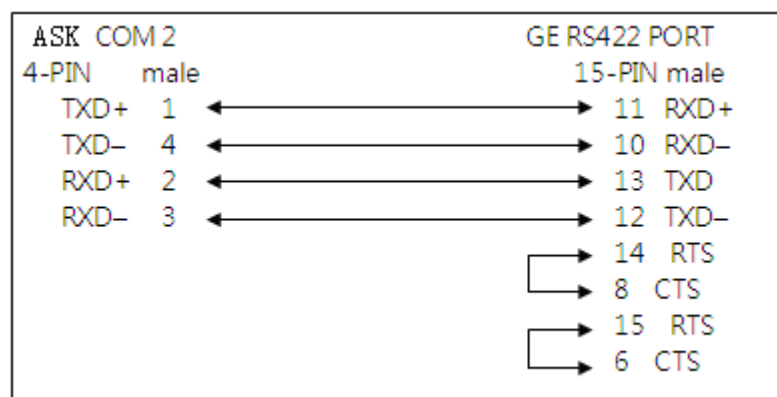 ASK COM 2 GE RS422 PORT
4-PIN male 15-PIN male
TXD+ 1 11 RXD+
TXD– 4 10 RXD–
RXD+ 2 13 TXD
RXD– 3 12 TXD–
14 RTS
8 CTS
15 RTS
6 CTS